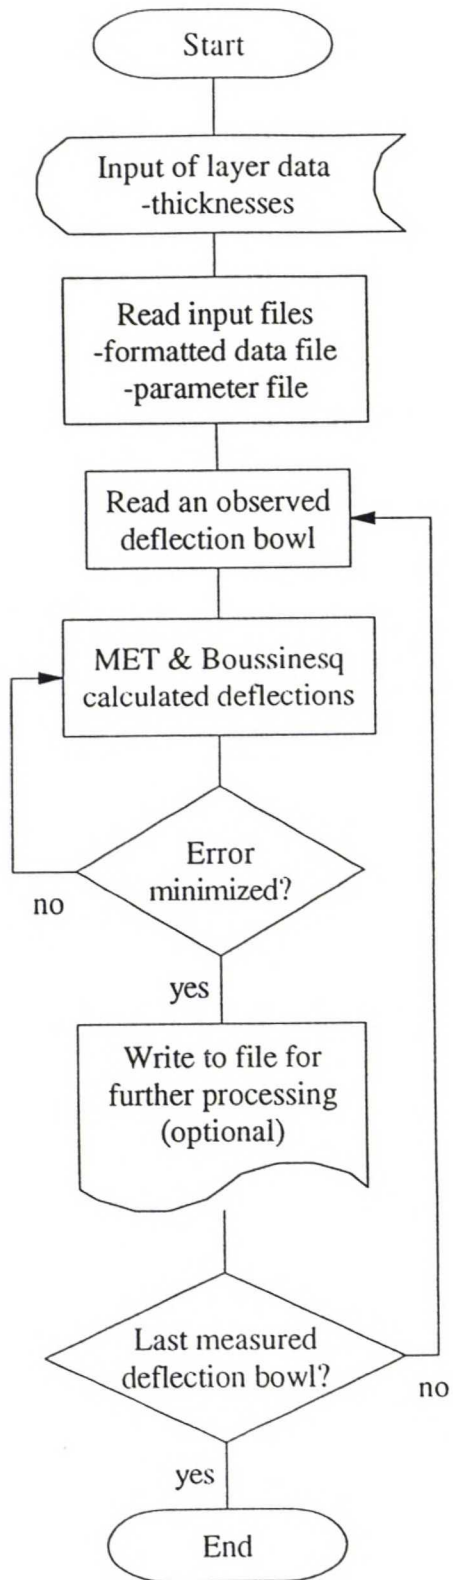 Start
Input of layer data
-thicknesses
Read input files
-formatted data file
-parameter file
Read an observed
deflection bowl
MET & Boussinesq
calculated deflections
Error
minimized?
no
yes
Write to file for
further processing
(optional)
Last measured
deflection bowl?
no
yes
End